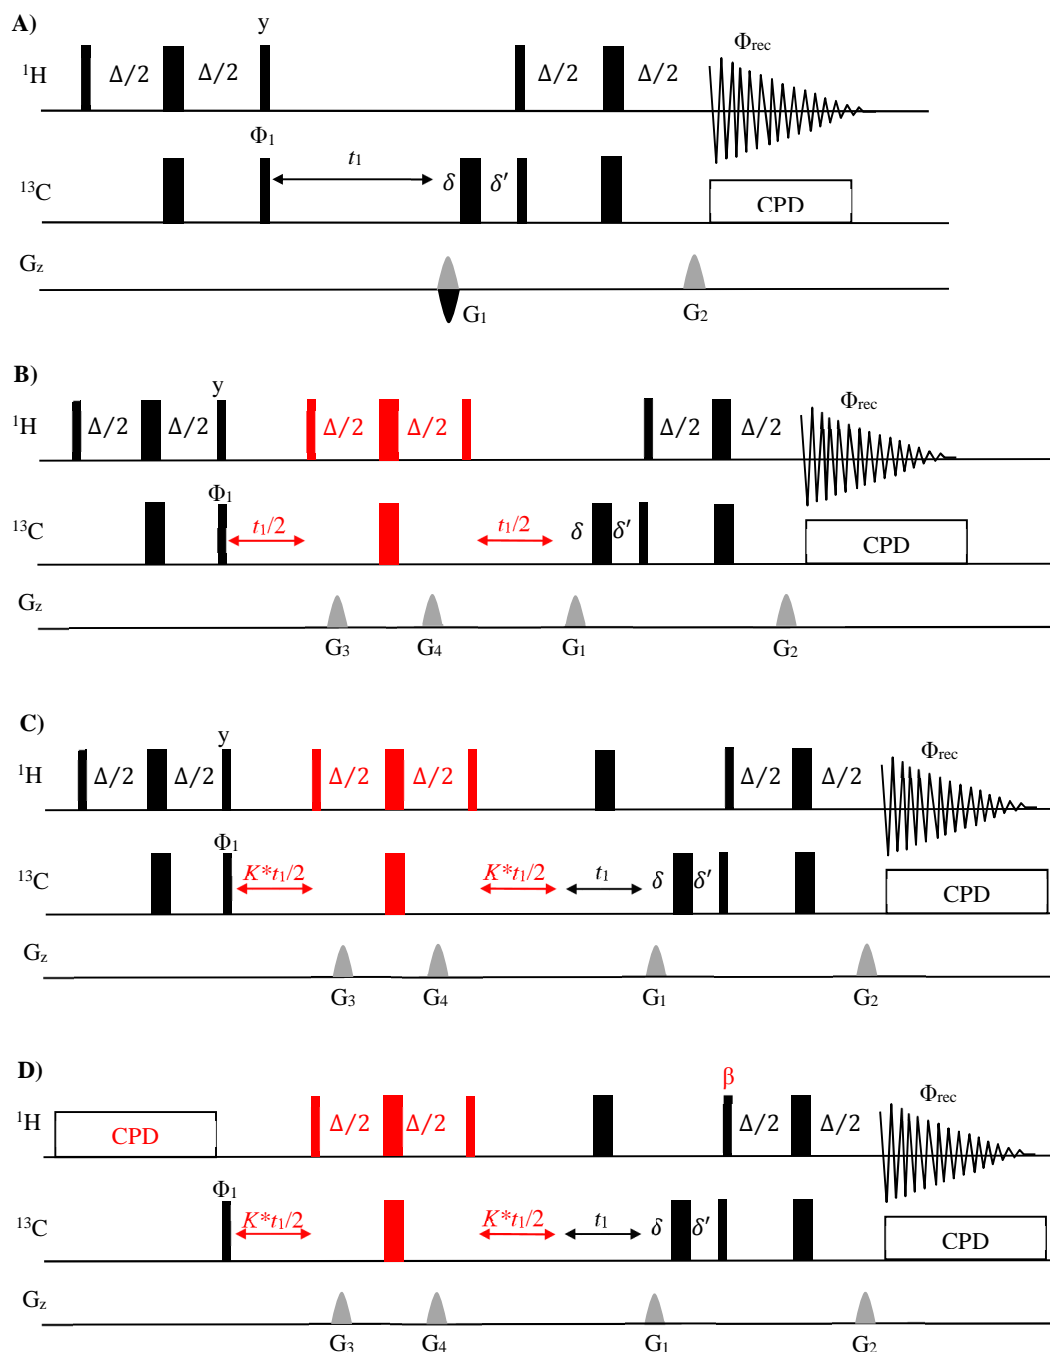 A)
y
Φrec
¹H Δ/2 Δ/2 Δ/2 Δ/2
Φ1
t1
¹³C δ δ′ CPD
Gz
G1 G2
B)
y
Φrec
¹H Δ/2 Δ/2 Δ/2 Δ/2 Δ/2 Δ/2
Φ1
¹³C t1/2 t1/2 δ δ′ CPD
Gz
G3 G4 G1 G2
C)
y
Φrec
¹H Δ/2 Δ/2 Δ/2 Δ/2 Δ/2 Δ/2
Φ1
¹³C K*t1/2 K*t1/2 t1 δ δ′ CPD
Gz
G3 G4 G1 G2
D)
β
Φrec
¹H CPD Δ/2 Δ/2 Δ/2 Δ/2
Φ1
¹³C K*t1/2 K*t1/2 t1 δ δ′ CPD
Gz
G3 G4 G1 G2